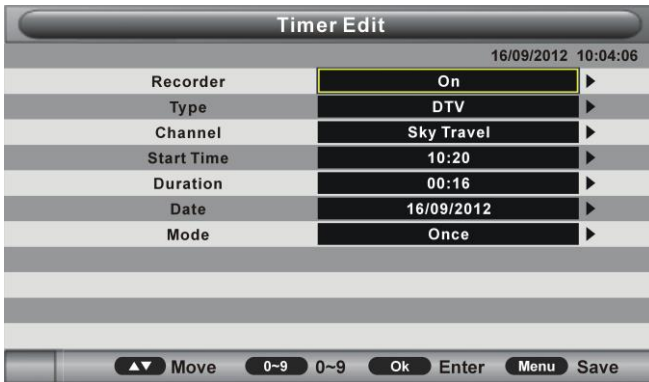 Timer Edit
16/09/2012 10:04:06
Recorder On
Type DTV
Channel Sky Travel
Start Time 10:20
Duration 00:16
Date 16/09/2012
Mode Once
▲▼ Move 0~9 0~9 Ok Enter Menu Save